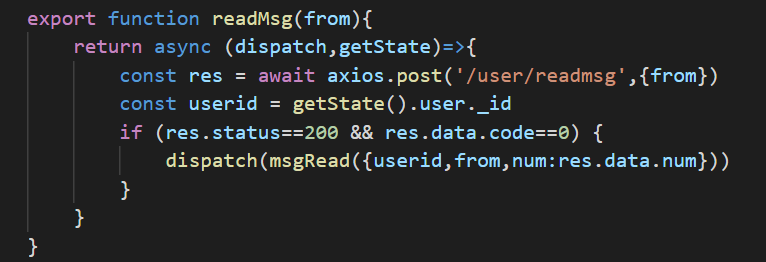 export function readMsg(from){
    return async (dispatch,getState)=>{
        const res = await axios.post('/user/readmsg',{from})
        const userid = getState().user._id
        if (res.status==200 && res.data.code==0) {
            dispatch(msgRead({userid,from,num:res.data.num}))
        }
    }
}